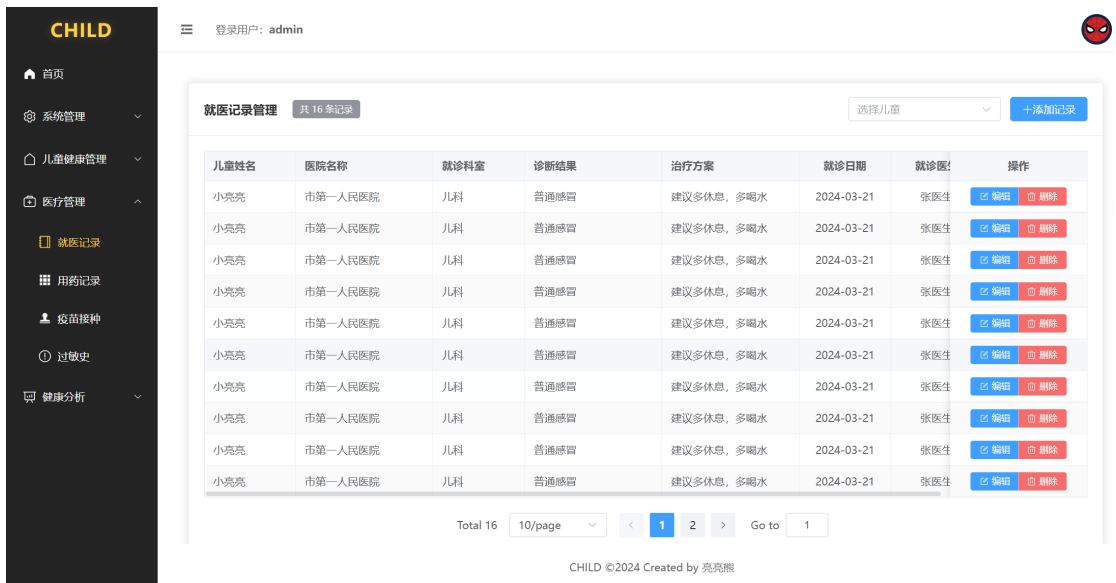 CHILD
登录用户：admin
首页
系统管理
儿童健康管理
医疗管理
就医记录
用药记录
疫苗接种
过敏史
健康分析
就医记录管理 共 16 条记录 选择儿童 +添加记录
儿童姓名 医院名称 就诊科室 诊断结果 治疗方案 就诊日期 就诊医 操作
小亮亮 市第一人民医院 儿科 普通感冒 建议多休息，多喝水 2024-03-21 张医生 编辑 删除
小亮亮 市第一人民医院 儿科 普通感冒 建议多休息，多喝水 2024-03-21 张医生 编辑 删除
小亮亮 市第一人民医院 儿科 普通感冒 建议多休息，多喝水 2024-03-21 张医生 编辑 删除
小亮亮 市第一人民医院 儿科 普通感冒 建议多休息，多喝水 2024-03-21 张医生 编辑 删除
小亮亮 市第一人民医院 儿科 普通感冒 建议多休息，多喝水 2024-03-21 张医生 编辑 删除
小亮亮 市第一人民医院 儿科 普通感冒 建议多休息，多喝水 2024-03-21 张医生 编辑 删除
小亮亮 市第一人民医院 儿科 普通感冒 建议多休息，多喝水 2024-03-21 张医生 编辑 删除
小亮亮 市第一人民医院 儿科 普通感冒 建议多休息，多喝水 2024-03-21 张医生 编辑 删除
小亮亮 市第一人民医院 儿科 普通感冒 建议多休息，多喝水 2024-03-21 张医生 编辑 删除
小亮亮 市第一人民医院 儿科 普通感冒 建议多休息，多喝水 2024-03-21 张医生 编辑 删除
Total 16 10/page 1 2 Go to 1
CHILD ©2024 Created by 亮亮熊